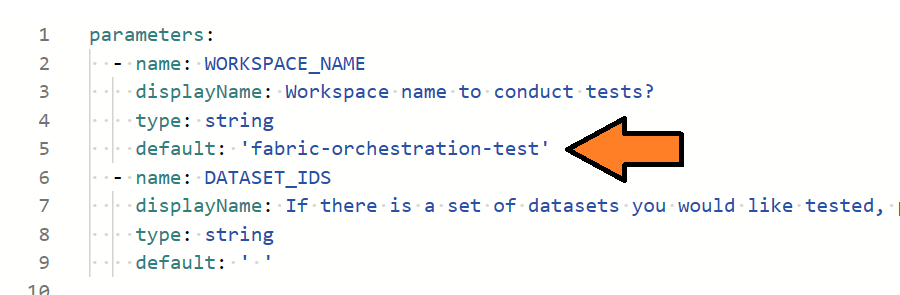 1 parameters:
2 - name: WORKSPACE_NAME
3 displayName: Workspace name to conduct tests?
4 type: string
5 default: 'fabric-orchestration-test'
6 - name: DATASET_IDS
7 displayName: If there is a set of datasets you would like tested,
8 type: string
9 default: ' '
10